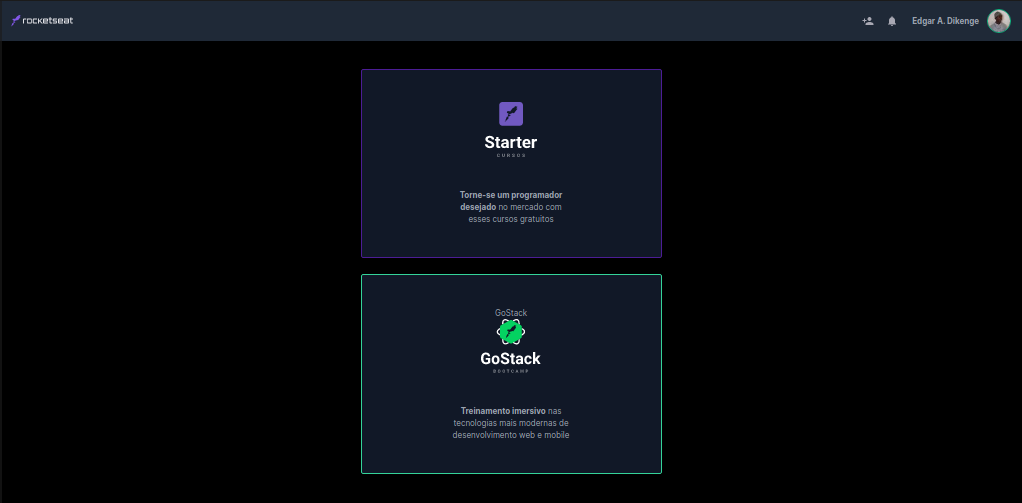 rocketseat
Edgar A. Dikenge
Starter
CURSOS
Torne-se um programador
desejado no mercado com
esses cursos gratuitos
GoStack
GoStack
BOOTCAMP
Treinamento imersivo nas
tecnologias mais modernas de
desenvolvimento web e mobile